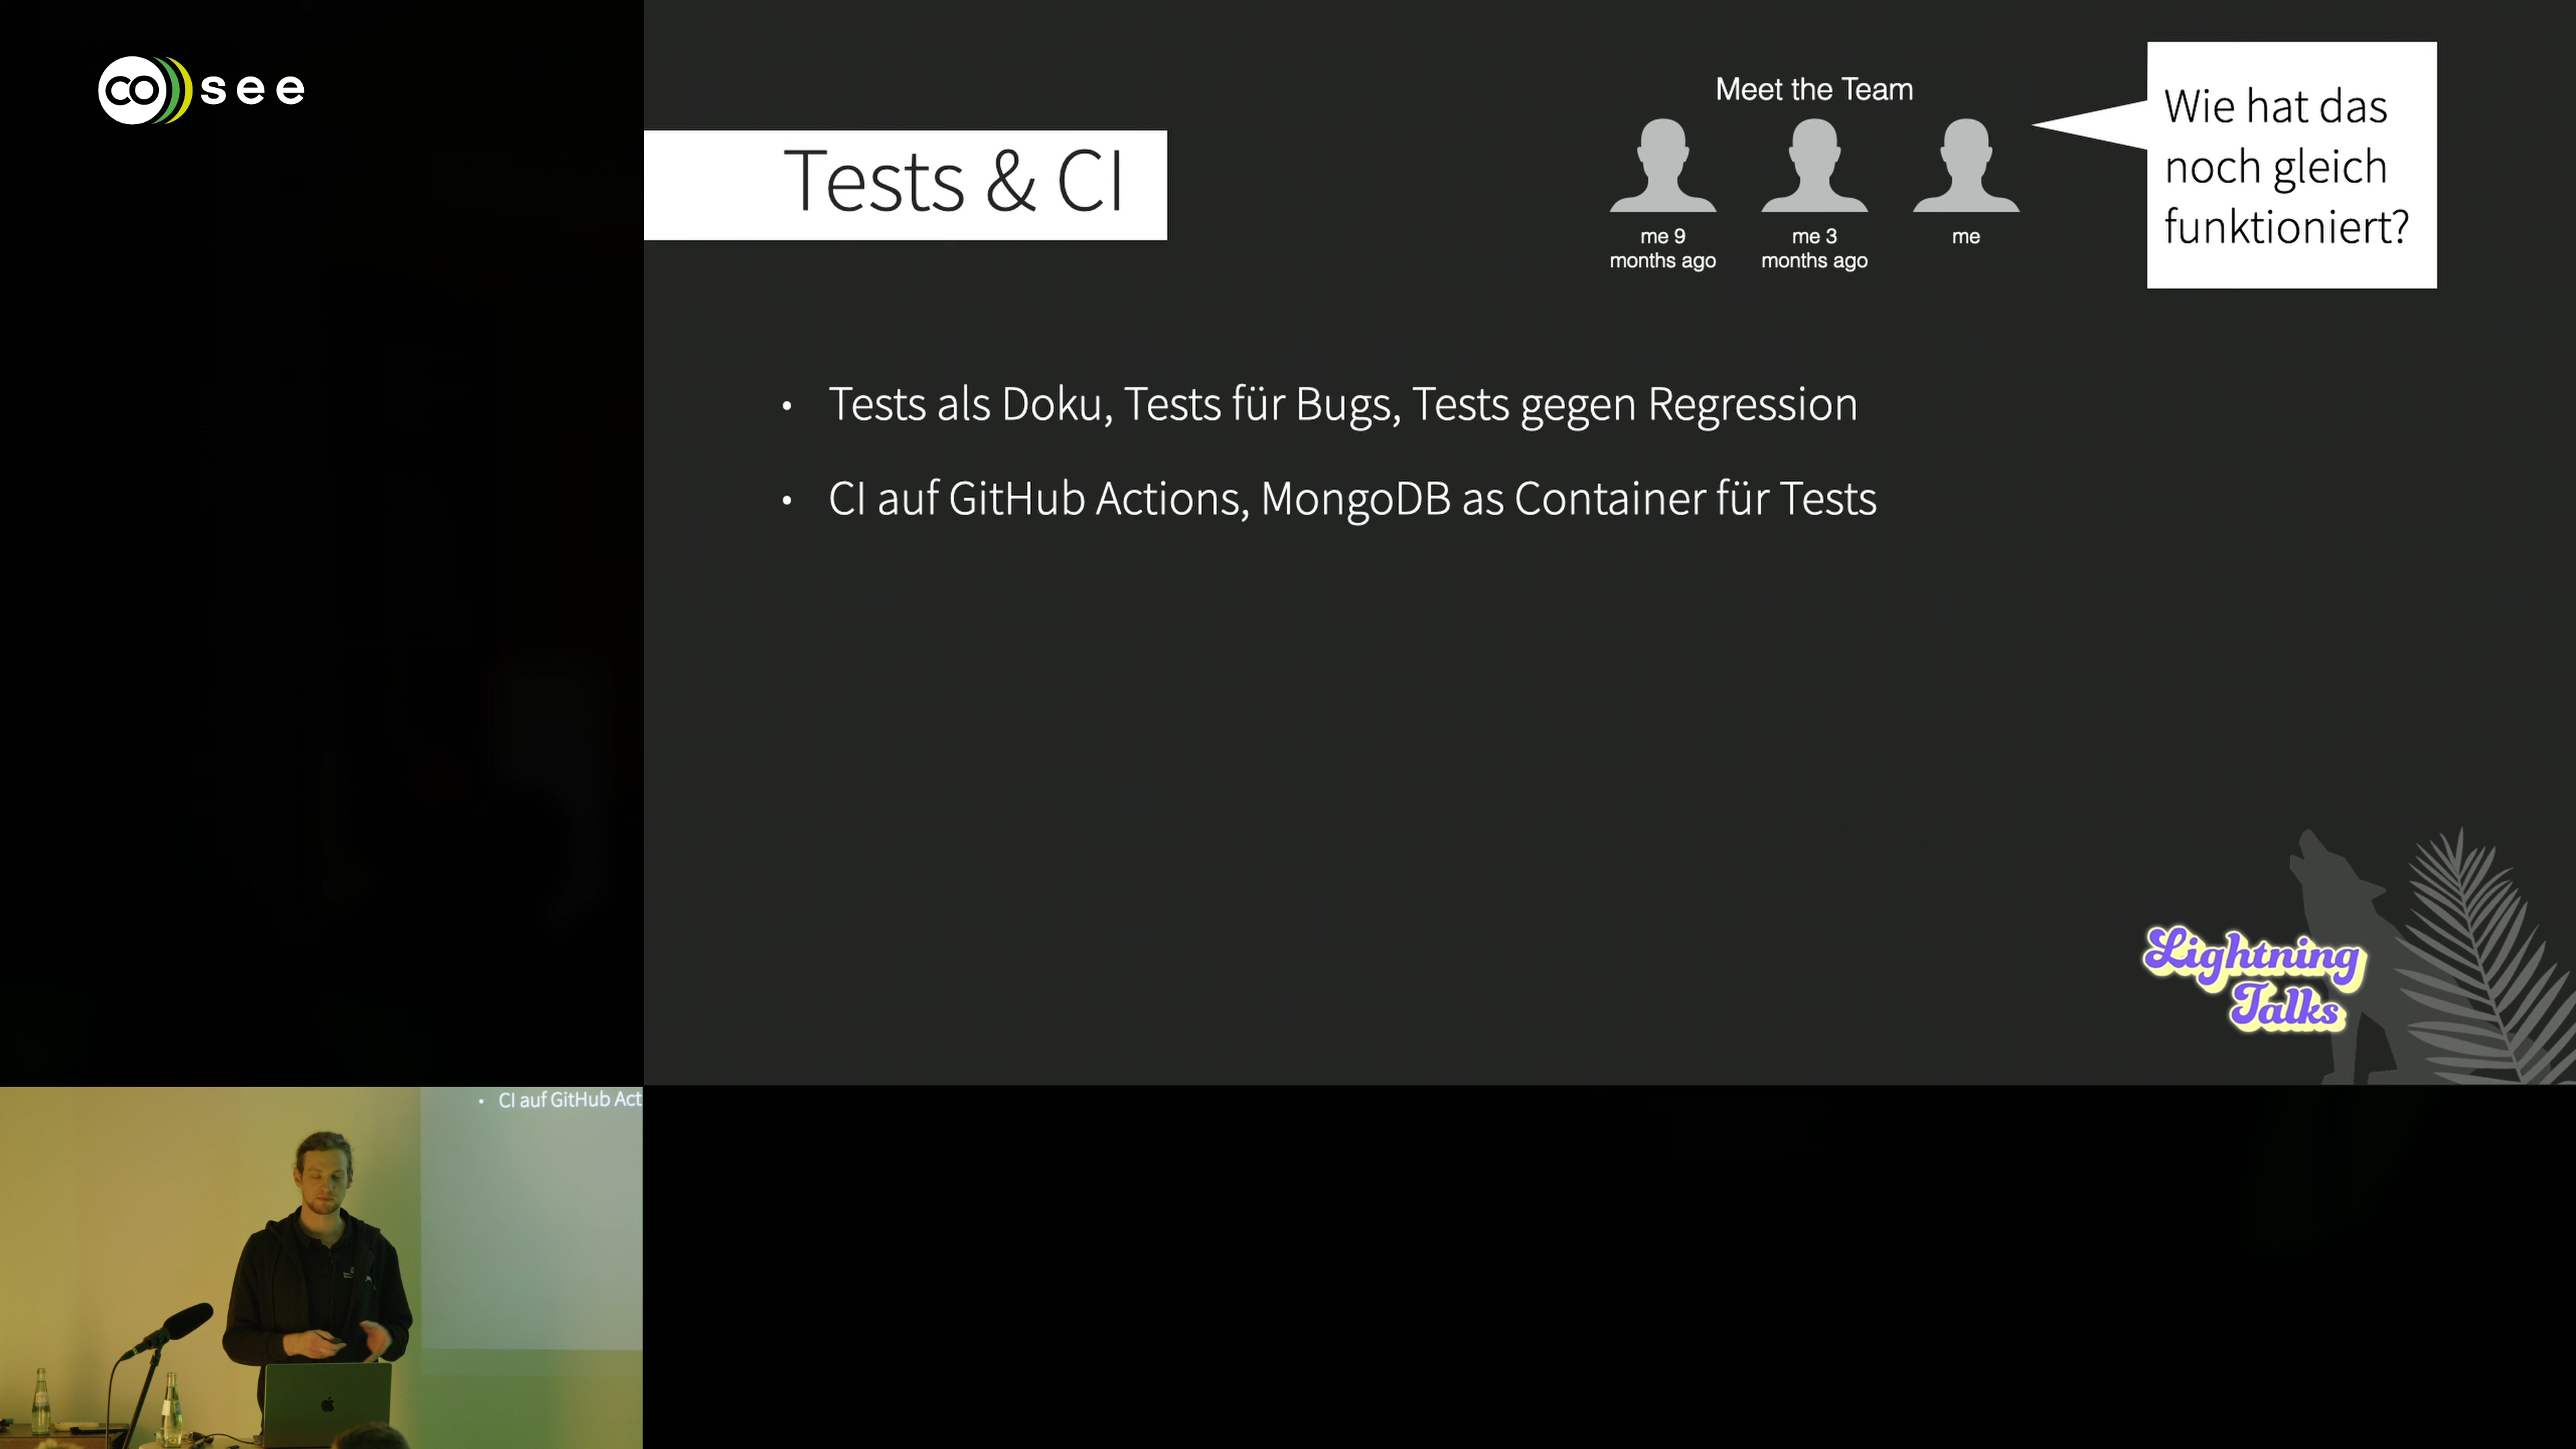 co see
Tests & CI
Meet the Team
me 9
months ago
me 3
months ago
me
Wie hat das
noch gleich
funktioniert?
• Tests als Doku, Tests für Bugs, Tests gegen Regression
• CI auf GitHub Actions, MongoDB as Container für Tests
Lightning
Talks
• CI auf GitHub Act